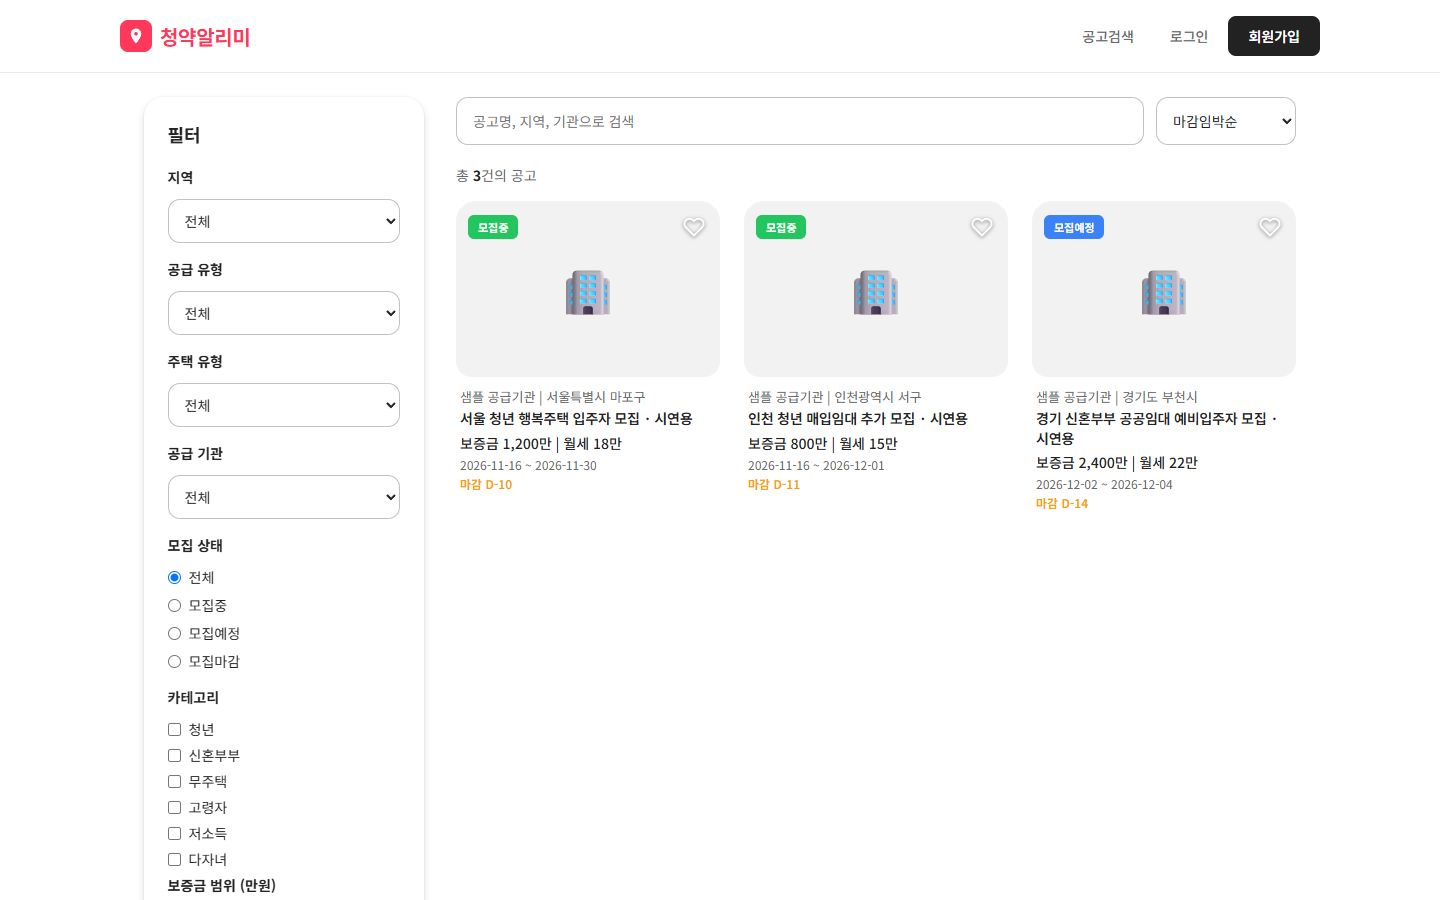 청약알리미
공고검색
로그인
회원가입
필터
지역
전체
공급 유형
전체
주택 유형
전체
공급 기관
전체
모집 상태
전체
모집중
모집예정
모집마감
카테고리
청년
신혼부부
무주택
고령자
저소득
다자녀
보증금 범위 (만원)
공고명, 지역, 기관으로 검색
마감임박순
총 3건의 공고
모집중
샘플 공급기관 | 서울특별시 마포구
서울 청년 행복주택 입주자 모집 · 시연용
보증금 1,200만 | 월세 18만
2026-11-16 ~ 2026-11-30
마감 D-10
모집중
샘플 공급기관 | 인천광역시 서구
인천 청년 매입임대 추가 모집 · 시연용
보증금 800만 | 월세 15만
2026-11-16 ~ 2026-12-01
마감 D-11
모집예정
샘플 공급기관 | 경기도 부천시
경기 신혼부부 공공임대 예비입주자 모집 ·
시연용
보증금 2,400만 | 월세 22만
2026-12-02 ~ 2026-12-04
마감 D-14